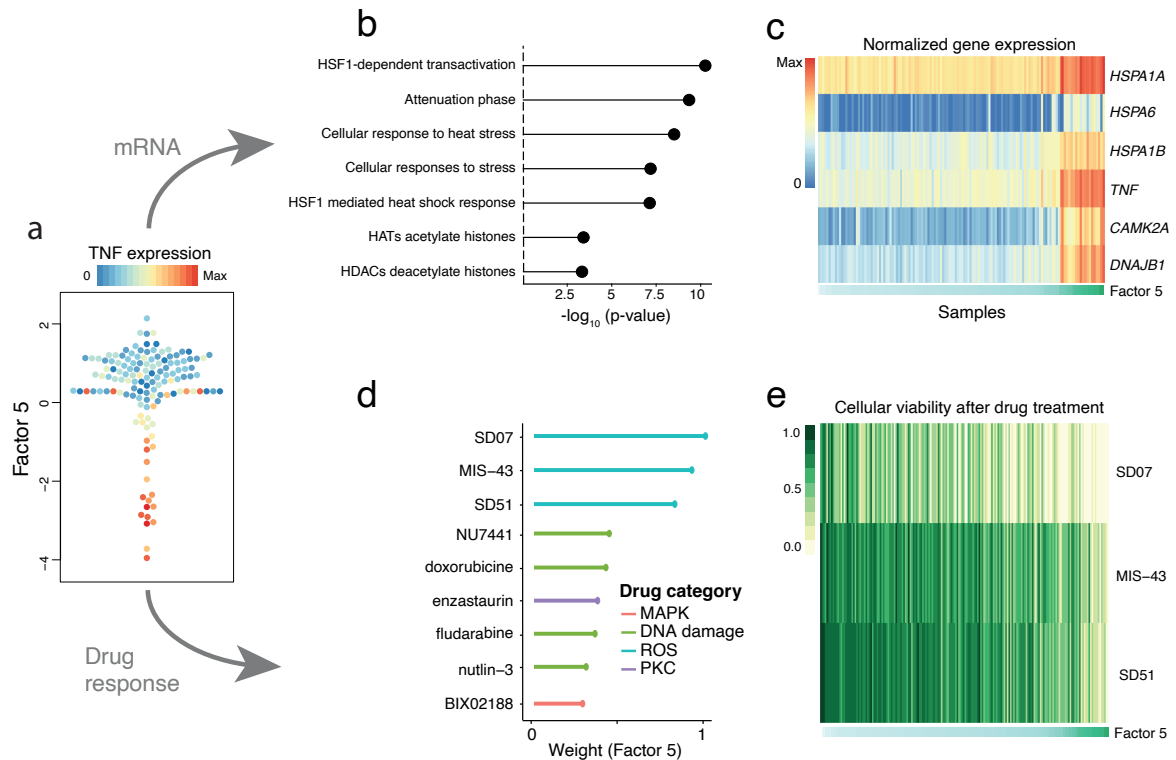 a
mRNA
TNF expression
0
Max
Factor 5
2
0
−2
−4
Drug
response
b
HSF1-dependent transactivation
Attenuation phase
Cellular response to heat stress
Cellular responses to stress
HSF1 mediated heat shock response
HATs acetylate histones
HDACs deacetylate histones
2.5
5
7.5
10
-log10 (p-value)
c
Normalized gene expression
Max
0
HSPA1A
HSPA6
HSPA1B
TNF
CAMK2A
DNAJB1
Factor 5
Samples
d
SD07
MIS−43
SD51
NU7441
doxorubicine
enzastaurin
fludarabine
nutlin−3
BIX02188
Drug category
MAPK
DNA damage
ROS
PKC
0
1
Weight (Factor 5)
e
Cellular viability after drug treatment
1.0
0.5
0.0
SD07
MIS−43
SD51
Factor 5